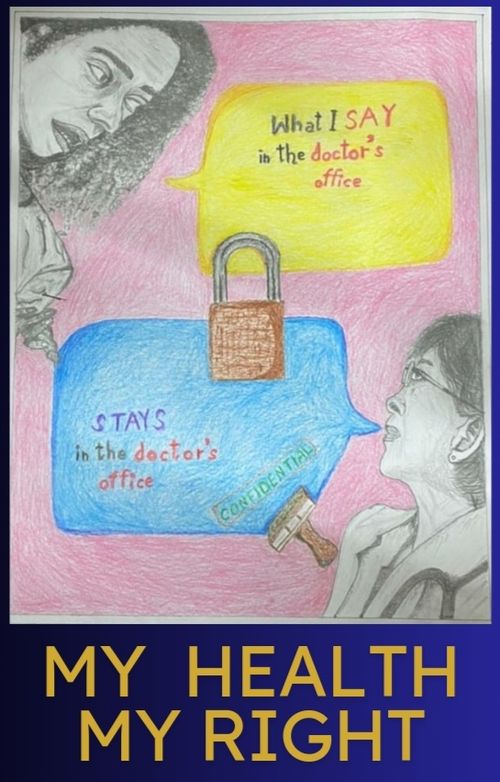 What I SAY
in the doctor's
office
STAYS
in the doctor's
office
CONFIDENTIAL
MY HEALTH
MY RIGHT